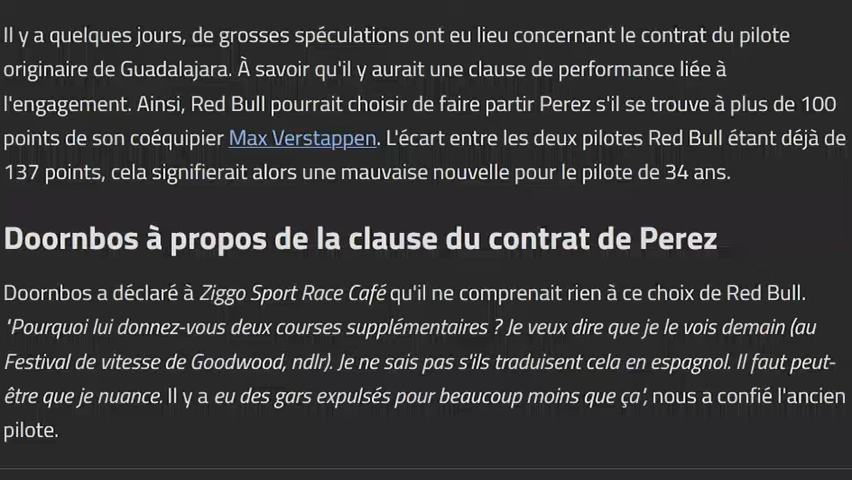 Il y a quelques jours, de grosses spéculations ont eu lieu concernant le contrat du pilote
originaire de Guadalajara. À savoir qu'il y aurait une clause de performance liée à
l'engagement. Ainsi, Red Bull pourrait choisir de faire partir Perez s'il se trouve à plus de 100
points de son coéquipier Max Verstappen. L'écart entre les deux pilotes Red Bull étant déjà de
137 points, cela signifierait alors une mauvaise nouvelle pour le pilote de 34 ans.
Doornbos à propos de la clause du contrat de Perez
Doornbos a déclaré à Ziggo Sport Race Café qu'il ne comprenait rien à ce choix de Red Bull.
"Pourquoi lui donnez-vous deux courses supplémentaires ? Je veux dire que je le vois demain (au
Festival de vitesse de Goodwood, ndlr). Je ne sais pas s'ils traduisent cela en espagnol. Il faut peut-
être que je nuance. Il y a eu des gars expulsés pour beaucoup moins que ça", nous a confié l'ancien
pilote.